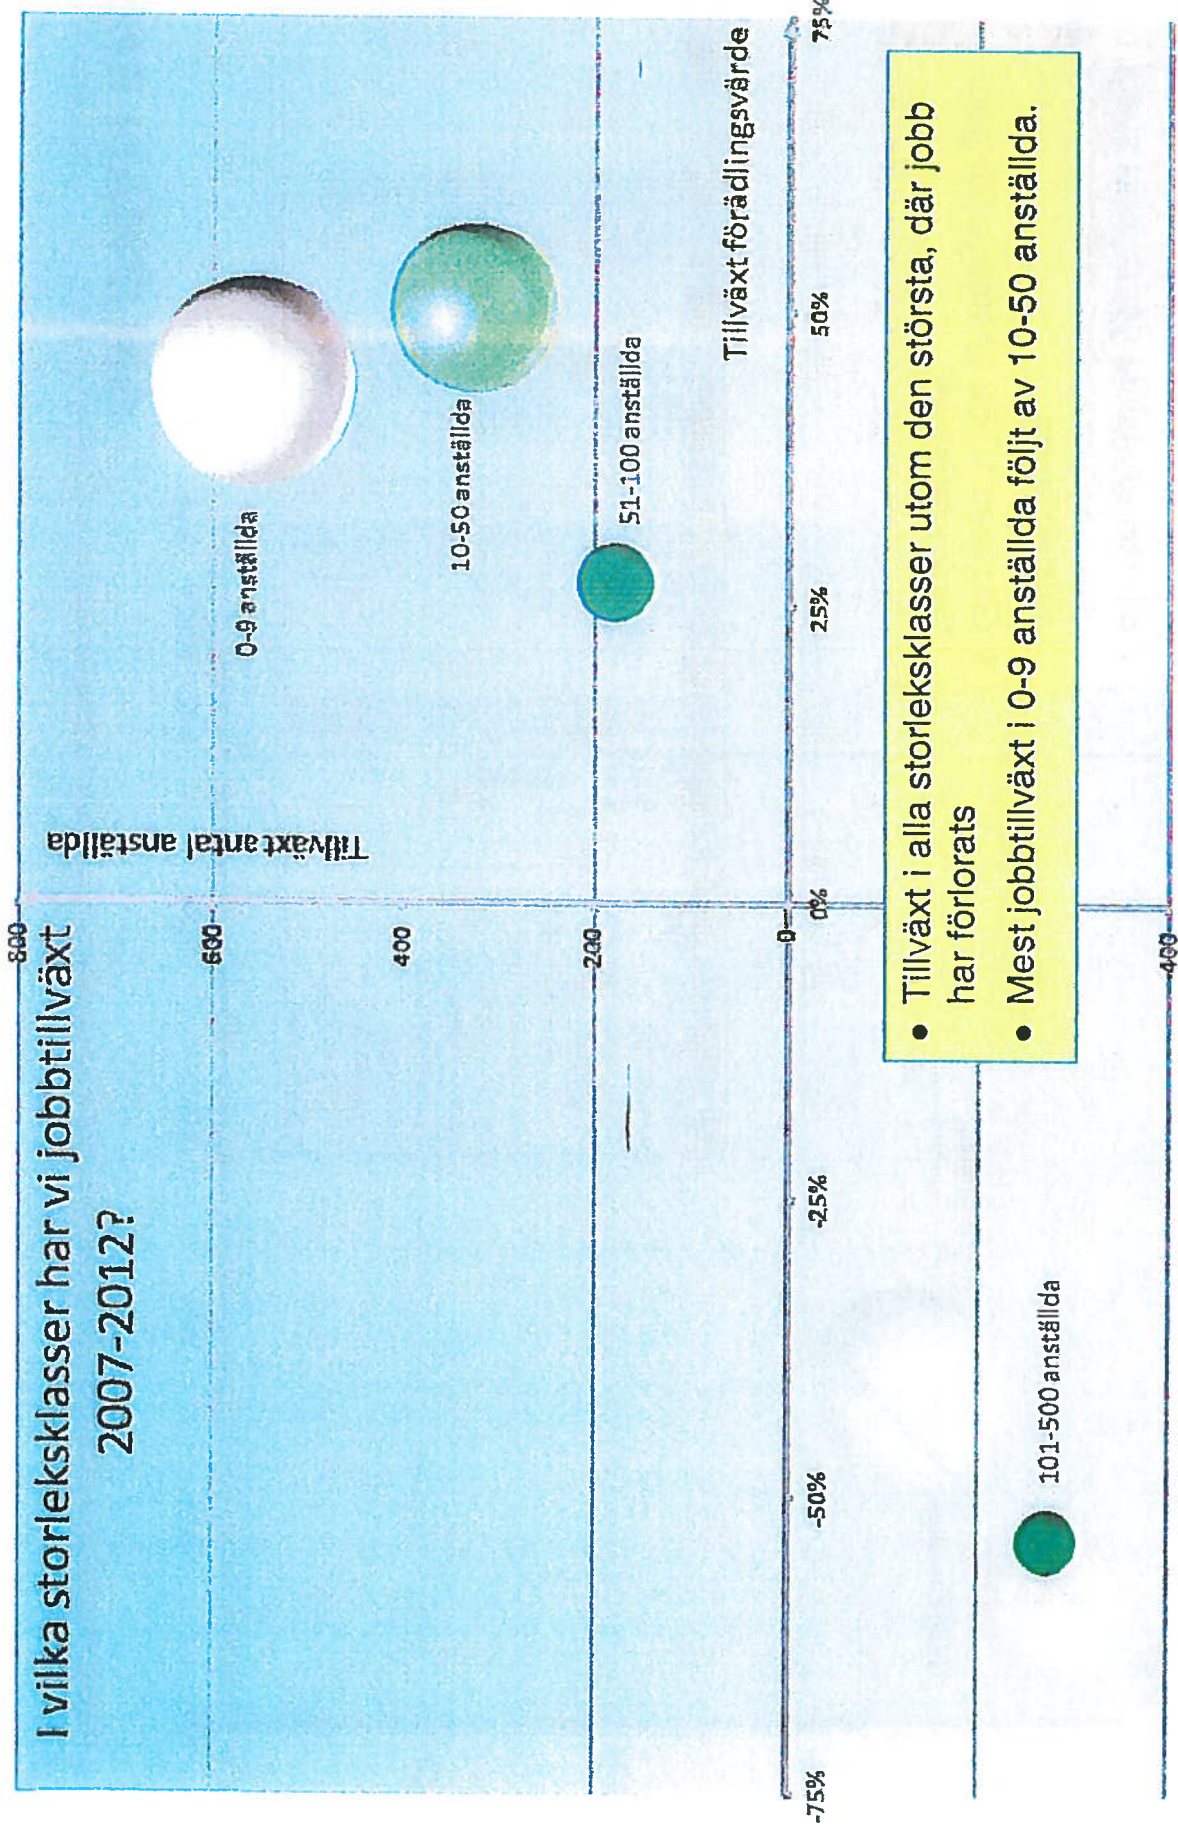 I vilka storleksklasser har vi jobbtillväxt
2007-2012?
800
600
400
200
0
-400
Tillväxt antal anställda
0-9 anställda
10-50 anställda
51-100 anställda
101-500 anställda
Tillväxt förädlingsvärde
-75%
-50%
-25%
0%
25%
50%
75%
• Tillväxt i alla storleksklasser utom den största, där jobb
har förlorats
• Mest jobbtillväxt i 0-9 anställda följt av 10-50 anställda.